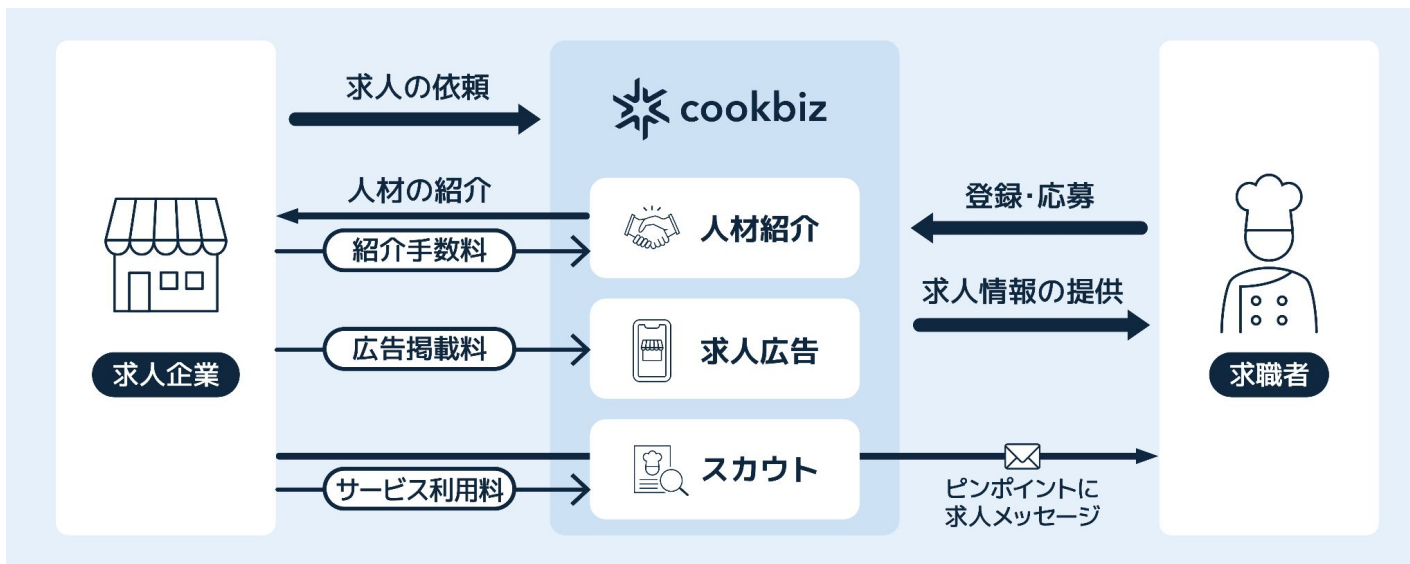 求人の依頼
cookbiz
人材の紹介
人材紹介
紹介手数料
登録・応募
求人情報の提供
広告掲載料
求人広告
求人企業
求職者
スカウト
サービス利用料
ピンポイントに
求人メッセージ